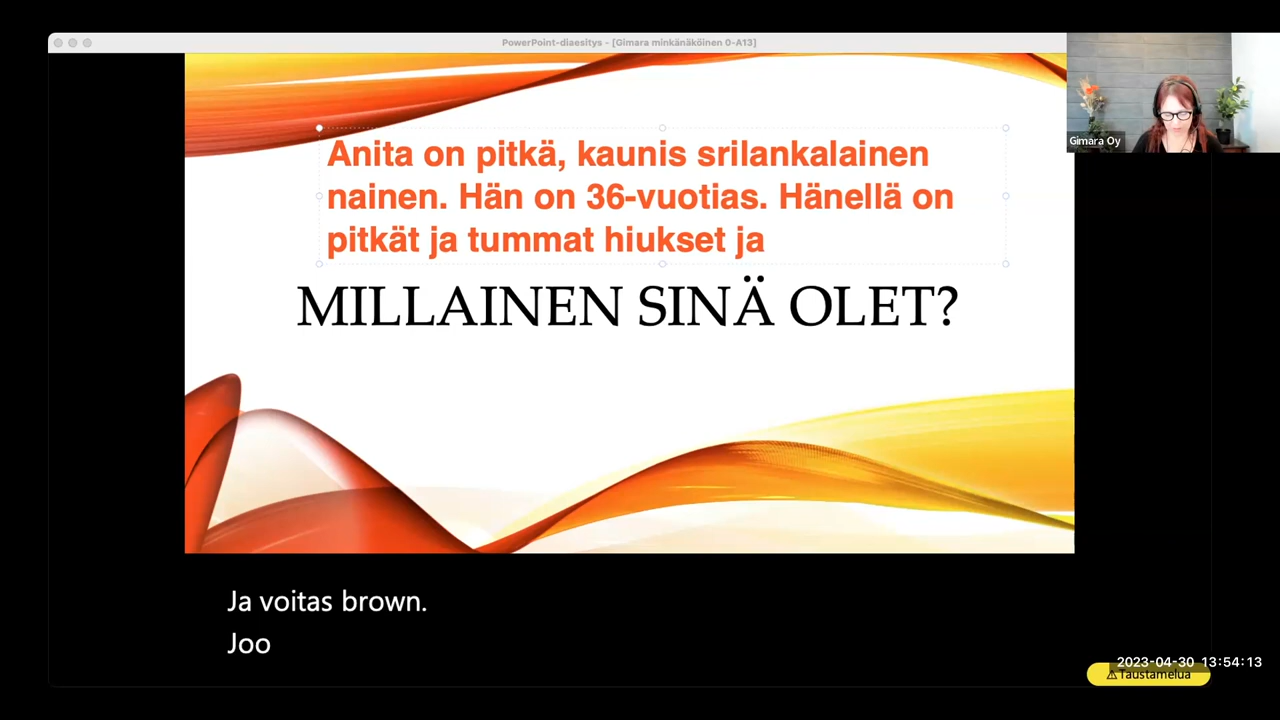 PowerPoint-diaesitys - [Gimara minkänäköinen 0-A13]
Gimara Oy
Anita on pitkä, kaunis srilankalainen
nainen. Hän on 36-vuotias. Hänellä on
pitkät ja tummat hiukset ja
MILLAINEN SINÄ OLET?
Ja voitas brown.
Joo
2023-04-30 13:54:13
⚠Taustamelua